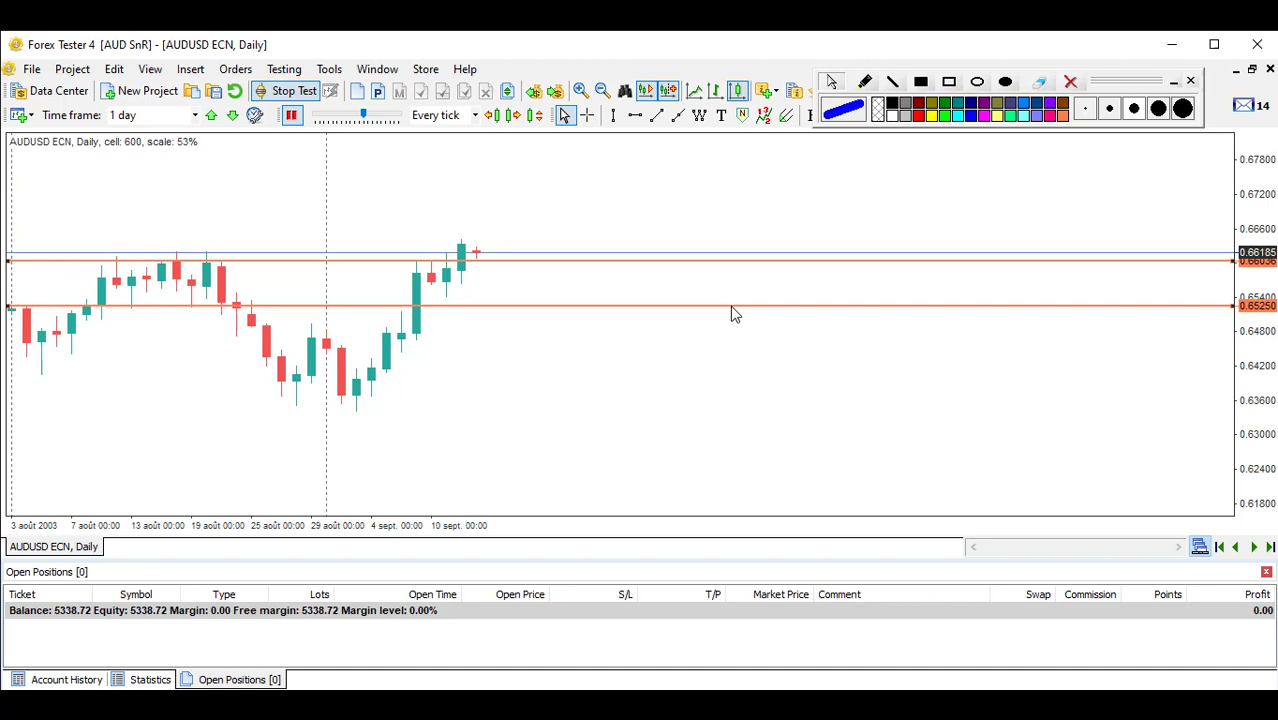 Forex Tester 4 [AUD SnR] - [AUDUSD ECN, Daily]
File Project Edit View Insert Orders Testing Tools Window Store Help
Data Center New Project Stop Test
Time frame: 1 day Every tick
14
AUDUSD ECN, Daily, cell: 600, scale: 53%
0.67800
0.67200
0.66600
0.66185
0.65400
0.65250
0.64800
0.64200
0.63600
0.63000
0.62400
0.61800
3 août 2003 7 août 00:00 13 août 00:00 19 août 00:00 25 août 00:00 29 août 00:00 4 sept. 00:00 10 sept. 00:00
AUDUSD ECN, Daily
Open Positions [0]
Ticket Symbol Type Lots Open Time Open Price S/L T/P Market Price Comment Swap Commission Points Profit
Balance: 5338.72 Equity: 5338.72 Margin: 0.00 Free margin: 5338.72 Margin level: 0.00% 0.00
Account History Statistics Open Positions [0]